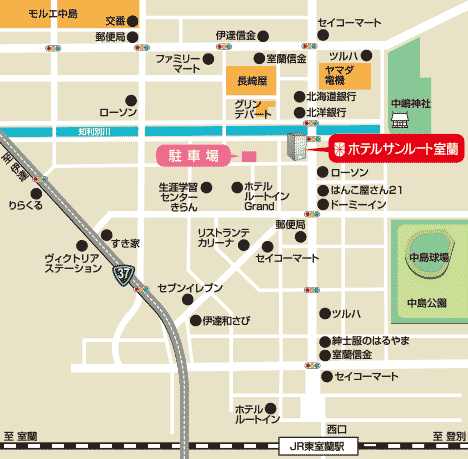 モルエ中島
交番
郵便局
伊達信金
セイコーマート
ファミリー
マート
室蘭信金
ツルハ
長崎屋
ヤマダ
電機
グリン
デパート
北海道銀行
北洋銀行
中嶋神社
ローソン
知利別川
ホテルサンルート室蘭
駐車場
至 登別
りらくる
生涯学習
センター
きらん
ホテル
ルートイン
Grand
ローソン
はんこ屋さん21
ドーミーイン
郵便局
リストランテ
カリーナ
セイコーマート
すき家
ヴィクトリア
ステーション
37
中島球場
中島公園
セブンイレブン
伊達和さび
ツルハ
紳士服のはるやま
室蘭信金
セイコーマート
ホテル
ルートイン
西口
至 室蘭
JR東室蘭駅
至 登別